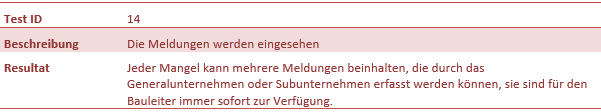 Test ID 14
Beschreibung Die Meldungen werden eingesehen
Resultat Jeder Mangel kann mehrere Meldungen beinhalten, die durch das
Generalunternehmen oder Subunternehmen erfasst werden können, sie sind für den
Bauleiter immer sofort zur Verfügung.